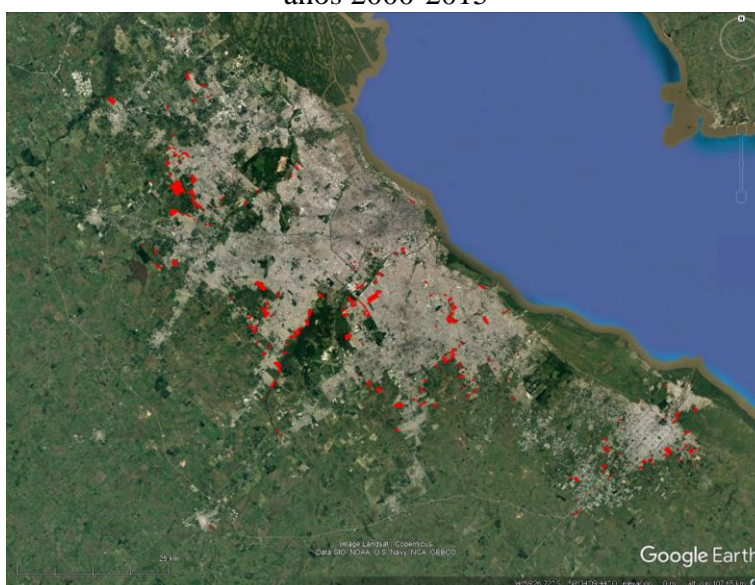 años 2000-2015
N
Image Landsat / Copernicus
Data SIO, NOAA, U.S. Navy, NGA, GEBCO
25 km
Google Earth